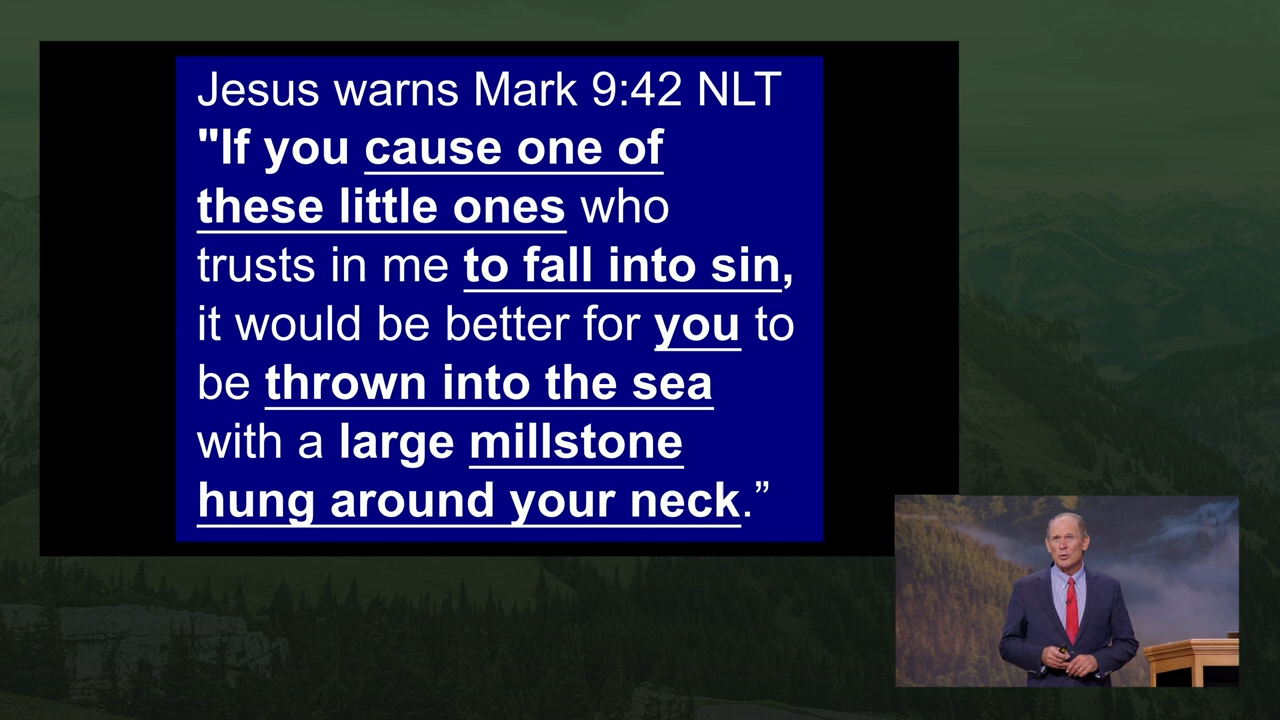 Jesus warns Mark 9:42 NLT
"If you cause one of
these little ones who
trusts in me to fall into sin,
it would be better for you to
be thrown into the sea
with a large millstone
hung around your neck.”